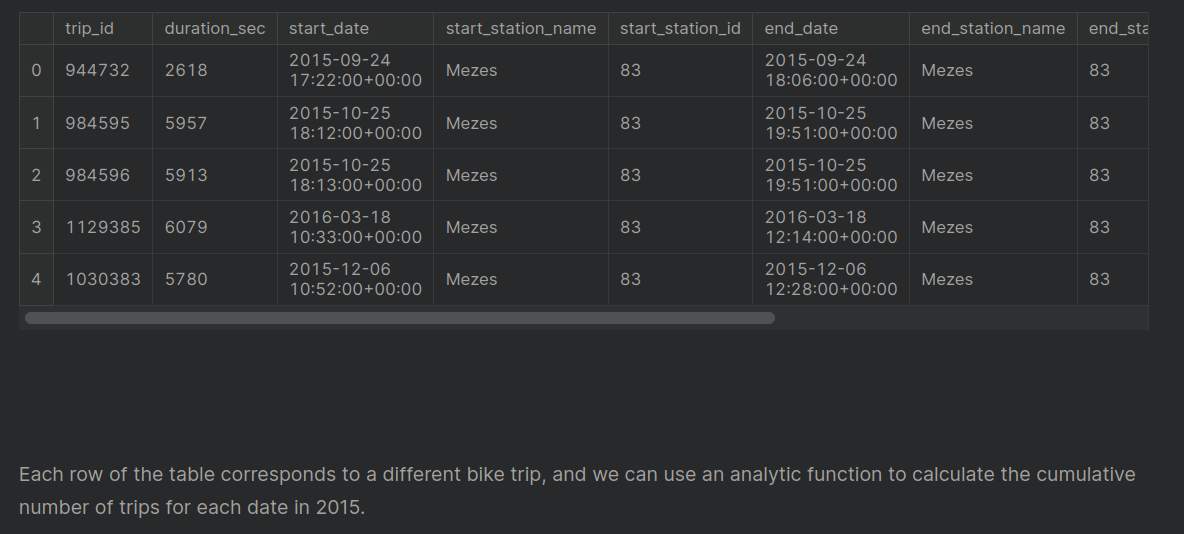 trip_id duration_sec start_date start_station_name start_station_id end_date end_station_name end_sta
0 944732 2618 2015-09-24 17:22:00+00:00 Mezes 83 2015-09-24 18:06:00+00:00 Mezes 83
1 984595 5957 2015-10-25 18:12:00+00:00 Mezes 83 2015-10-25 19:51:00+00:00 Mezes 83
2 984596 5913 2015-10-25 18:13:00+00:00 Mezes 83 2015-10-25 19:51:00+00:00 Mezes 83
3 1129385 6079 2016-03-18 10:33:00+00:00 Mezes 83 2016-03-18 12:14:00+00:00 Mezes 83
4 1030383 5780 2015-12-06 10:52:00+00:00 Mezes 83 2015-12-06 12:28:00+00:00 Mezes 83
Each row of the table corresponds to a different bike trip, and we can use an analytic function to calculate the cumulative
number of trips for each date in 2015.